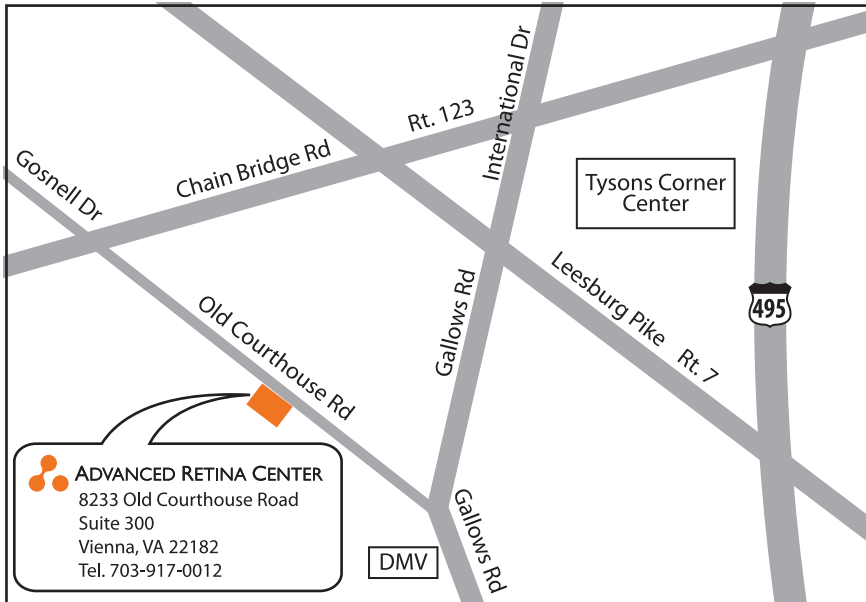 International Dr
Rt. 123
Chain Bridge Rd
Gosnell Dr
Tysons Corner
Center
Leesburg Pike Rt. 7
495
Gallows Rd
Old Courthouse Rd
ADVANCED RETINA CENTER
8233 Old Courthouse Road
Suite 300
Vienna, VA 22182
Tel. 703-917-0012
DMV
Gallows Rd